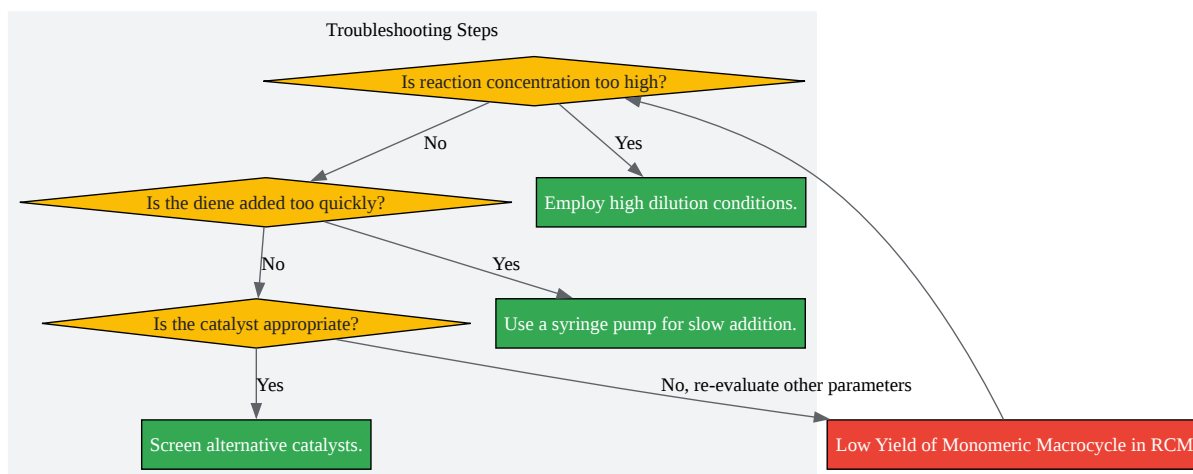 Troubleshooting Steps
Is reaction concentration too high?
No
Yes
Is the diene added too quickly?
Employ high dilution conditions.
No
Yes
Is the catalyst appropriate?
Use a syringe pump for slow addition.
Yes
No, re-evaluate other parameters
Screen alternative catalysts.
Low Yield of Monomeric Macrocycle in RCM